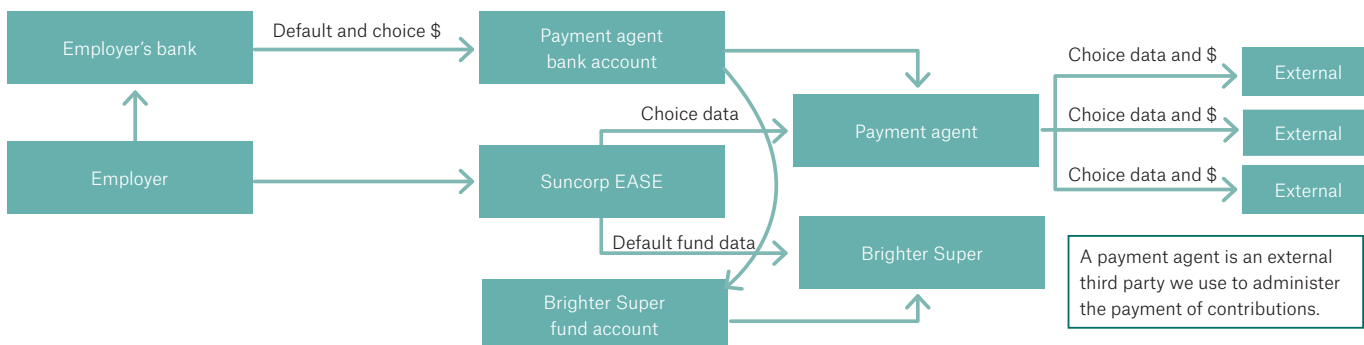 Employer's bank
Default and choice $
Payment agent
bank account
Choice data and $
External
Choice data
Payment agent
Choice data and $
External
Employer
Suncorp EASE
Choice data and $
External
Default fund data
Brighter Super
A payment agent is an external
third party we use to administer
the payment of contributions.
Brighter Super
fund account